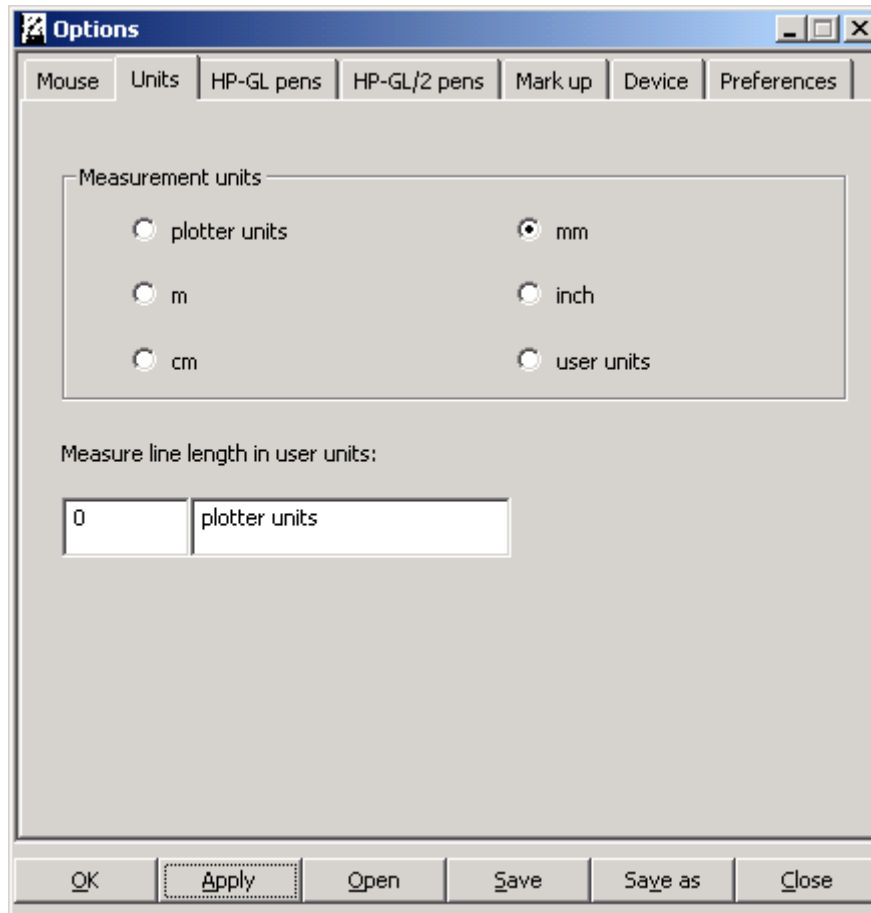 Options
Mouse Units HP-GL pens HP-GL/2 pens Mark up Device Preferences
Measurement units
plotter units mm
m inch
cm user units
Measure line length in user units:
0 plotter units
OK Apply Open Save Save as Close